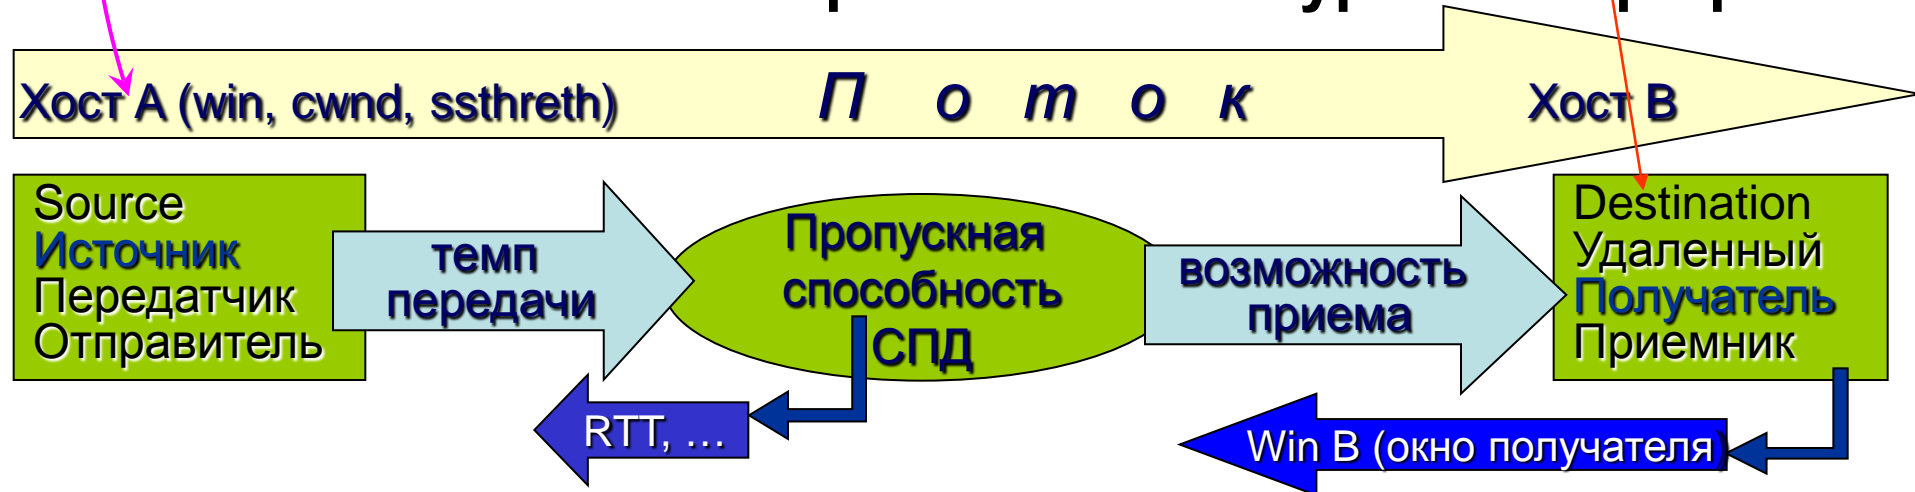 Хост А (win, cwnd, ssthreth) П о т о к Хост В
Source
Источник
Передатчик
Отправитель
темп
передачи
Пропускная
способность
СПД
возможность
приема
Destination
Удаленный
Получатель
Приемник
RTT, …
Win B (окно получателя)